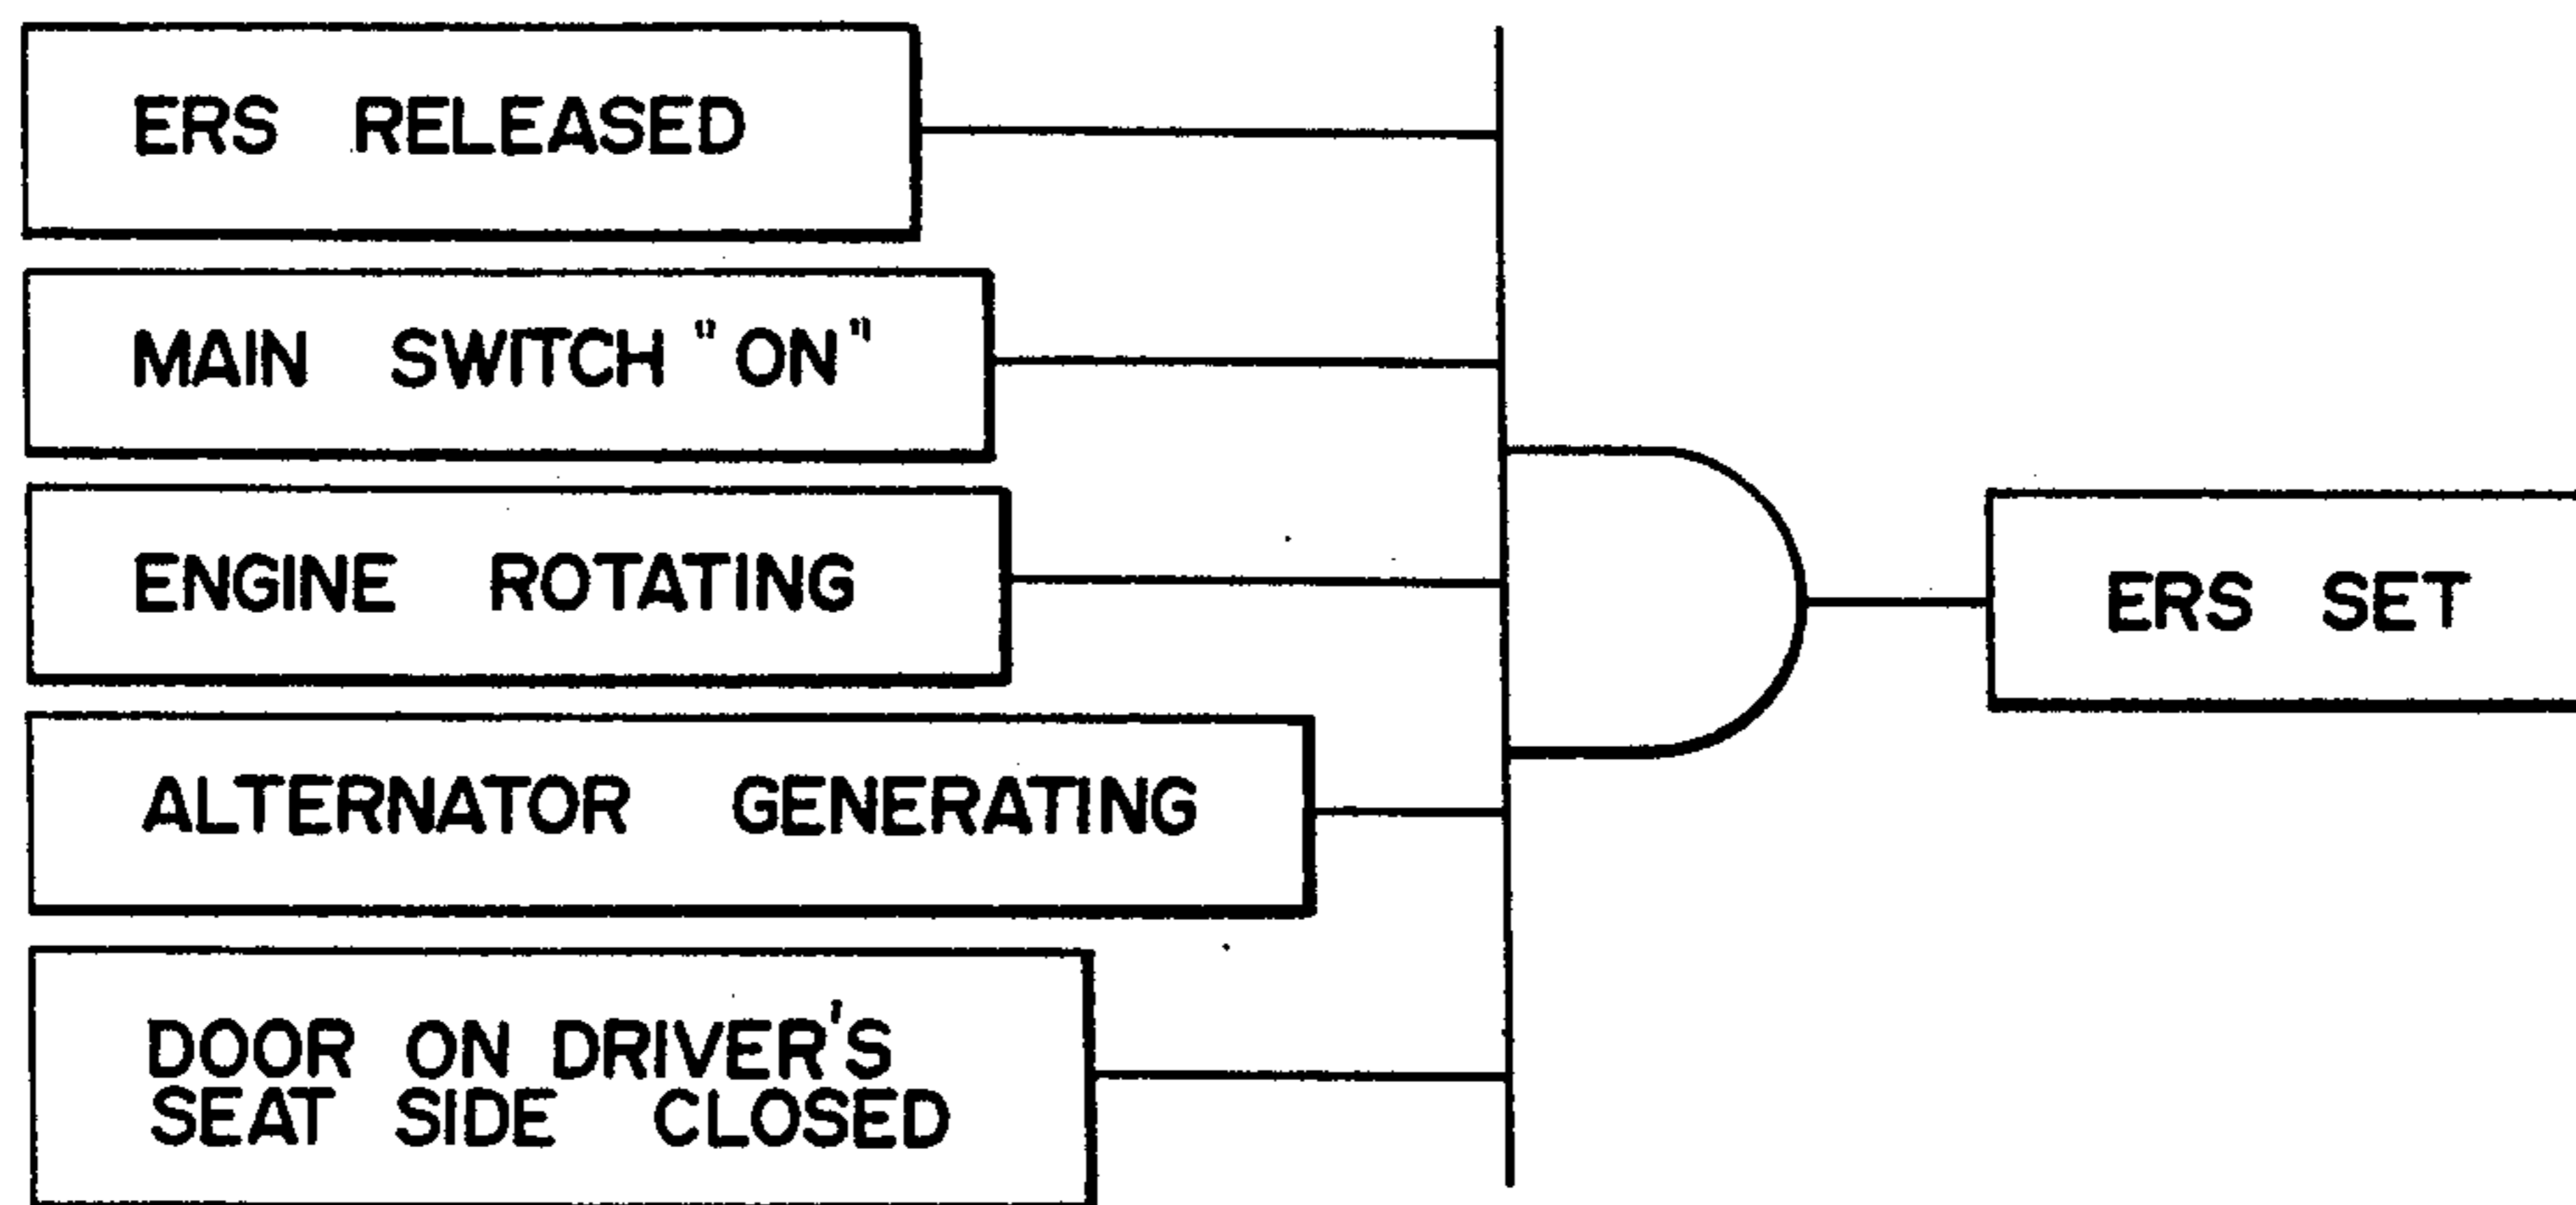 ERS RELEASED
MAIN SWITCH "ON"
ENGINE ROTATING
ALTERNATOR GENERATING
DOOR ON DRIVER'S
SEAT SIDE CLOSED
ERS SET